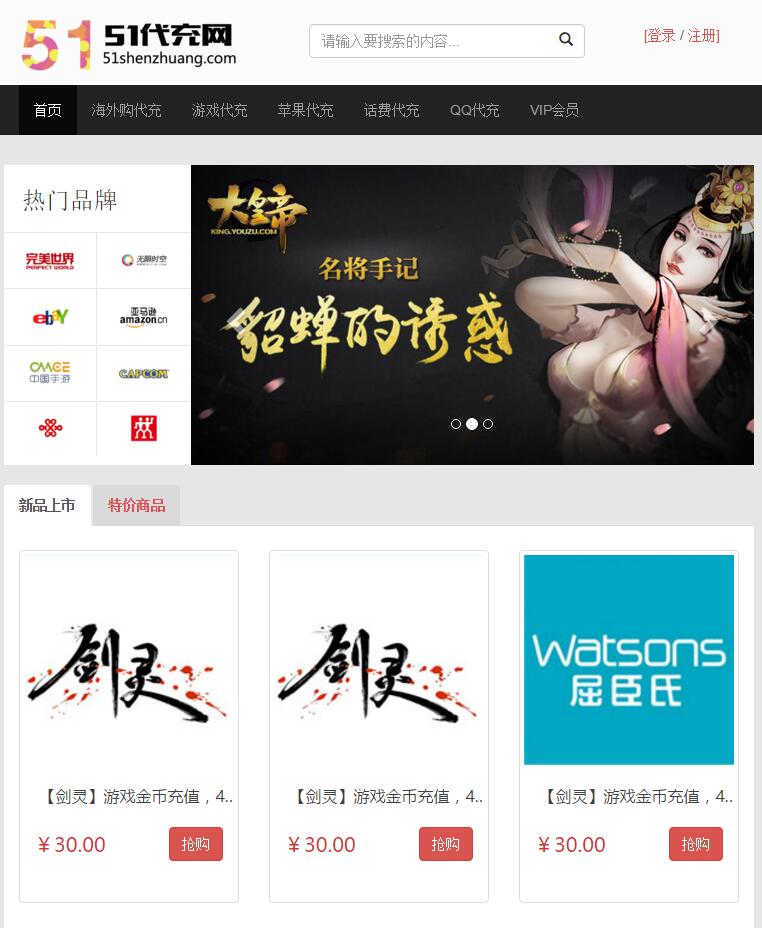 51 51代充网
51shenzhuang.com
请输入要搜索的内容...
[登录 / 注册]
首页 海外购代充 游戏代充 苹果代充 话费代充 QQ代充 VIP会员
热门品牌
完美世界
PERFECT WORLD
无限时空
ebay
亚马逊
amazon.cn
CMGE
中国手游
CAPCOM
大皇帝
KING.YOUZU.COM
名将手记
貂蝉的诱惑
新品上市 特价商品
剑灵
剑灵
watsons
屈臣氏
【剑灵】游戏金币充值，4..
【剑灵】游戏金币充值，4..
【剑灵】游戏金币充值，4..
¥ 30.00 抢购
¥ 30.00 抢购
¥ 30.00 抢购